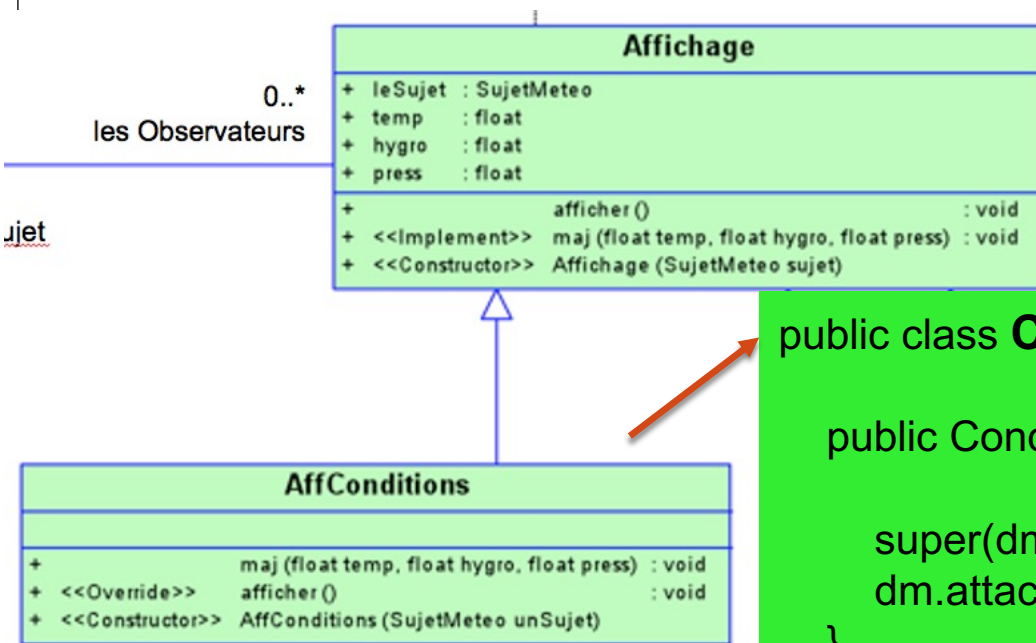 Affichage
0..*
les Observateurs
ujet
+ leSujet : SujetMeteo
+ temp : float
+ hygro : float
+ press : float
+ afficher () : void
+ <<Implement>> maj (float temp, float hygro, float press) : void
+ <<Constructor>> Affichage (SujetMeteo sujet)
AffConditions
+ maj (float temp, float hygro, float press) : void
+ <<Override>> afficher () : void
+ <<Constructor>> AffConditions (SujetMeteo unSujet)
public class
public Cond
super(dm
dm.attac
}